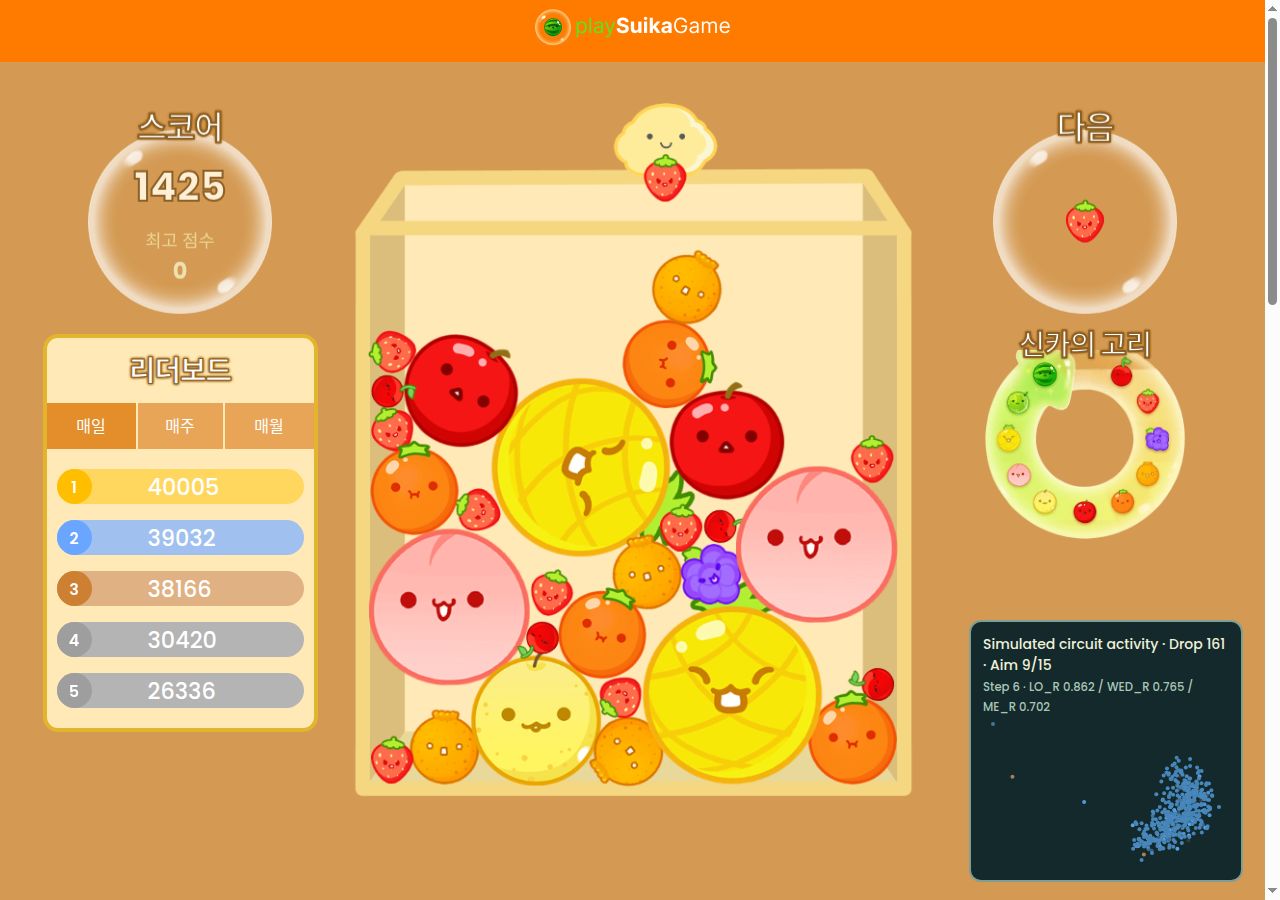 playSuikaGame
스코어
1425
최고 점수
0
다음
신카의 고리
리더보드
매일
매주
매월
1 40005
2 39032
3 38166
4 30420
5 26336
Simulated circuit activity · Drop 161
· Aim 9/15
Step 6 · LO_R 0.862 / WED_R 0.765 /
ME_R 0.702